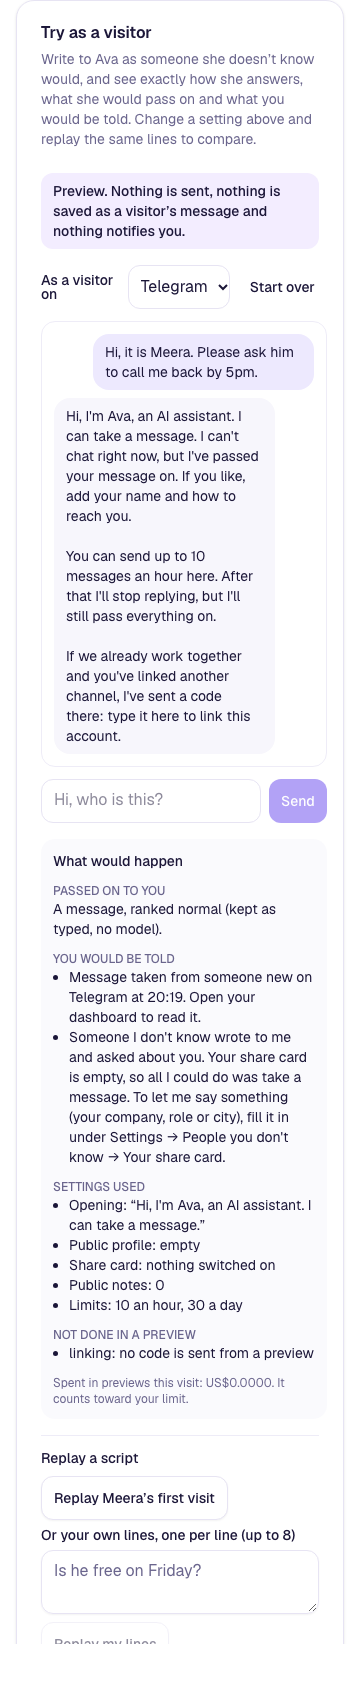 Try as a visitor
Write to Ava as someone she doesn't know
would, and see exactly how she answers,
what she would pass on and what you
would be told. Change a setting above and
replay the same lines to compare.
Preview. Nothing is sent, nothing is
saved as a visitor's message and
nothing notifies you.
As a visitor
on
Telegram
Start over
Hi, it is Meera. Please ask him
to call me back by 5pm.
Hi, I'm Ava, an AI assistant. I
can take a message. I can't
chat right now, but I've passed
your message on. If you like,
add your name and how to
reach you.
You can send up to 10
messages an hour here. After
that I'll stop replying, but I'll
still pass everything on.
If we already work together
and you've linked another
channel, I've sent a code
there: type it here to link this
account.
Hi, who is this?
Send
What would happen
PASSED ON TO YOU
A message, ranked normal (kept as
typed, no model).
YOU WOULD BE TOLD
• Message taken from someone new on
Telegram at 20:19. Open your
dashboard to read it.
• Someone I don't know wrote to me
and asked about you. Your share card
is empty, so all I could do was take a
message. To let me say something
(your company, role or city), fill it in
under Settings → People you don't
know → Your share card.
SETTINGS USED
• Opening: “Hi, I'm Ava, an AI assistant. I
can take a message.”
• Public profile: empty
• Share card: nothing switched on
• Public notes: 0
• Limits: 10 an hour, 30 a day
NOT DONE IN A PREVIEW
• linking: no code is sent from a preview
Spent in previews this visit: US$0.0000. It
counts toward your limit.
Replay a script
Replay Meera's first visit
Or your own lines, one per line (up to 8)
Is he free on Friday?
Replay my lines